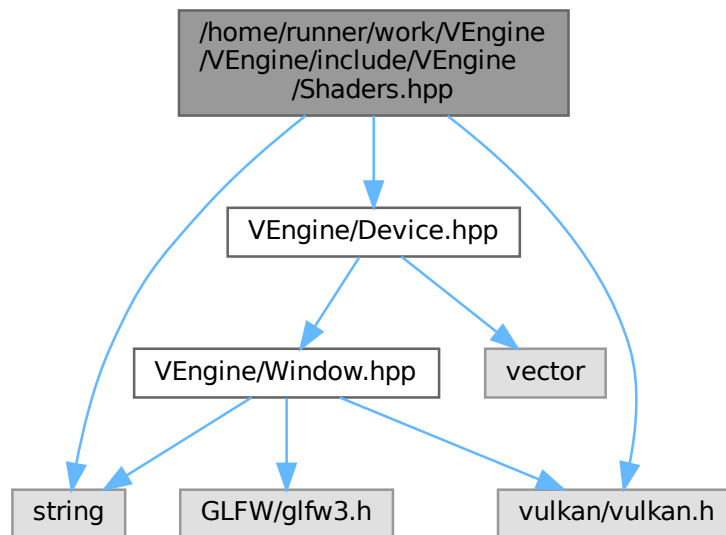 /home/runner/work/VEngine
/VEngine/include/VEngine
/Shaders.hpp
VEngine/Device.hpp
VEngine/Window.hpp
vector
string
GLFW/glfw3.h
vulkan/vulkan.h